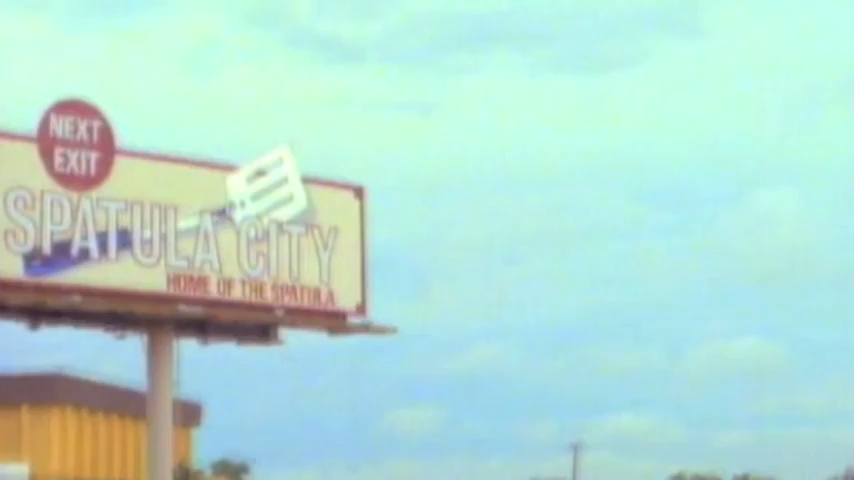 NEXT
EXIT
SPATULA CITY
HOME OF THE SPATULA